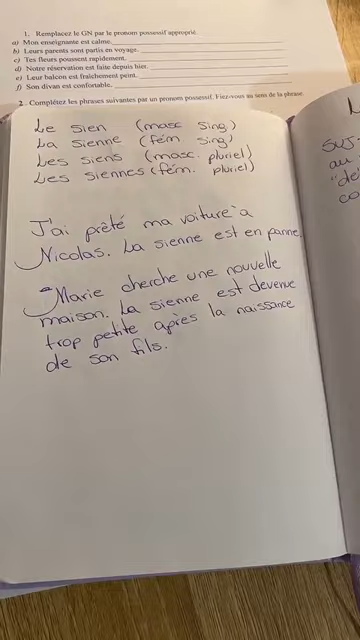 1. Remplacez le GN par le pronom possessif approprié.
a) Mon enseignante est calme.
b) Leurs parents sont partis en voyage.
c) Tes fleurs poussent rapidement.
d) Notre réservation est faite depuis hier.
e) Leur balcon est fraîchement peint.
f) Son divan est confortable.
2. Complétez les phrases suivantes par un pronom possessif. Fiez-vous au sens de la phrase.
Le sien (masc sing)
La sienne (fém sing)
Les siens (masc. pluriel)
Les siennes (fém. pluriel)
J'ai prêté ma voiture à
Nicolas. La sienne est en panne.
Marie cherche une nouvelle
maison. La sienne est devenue
trop petite après la naissance
de son fils.
au
"de
co